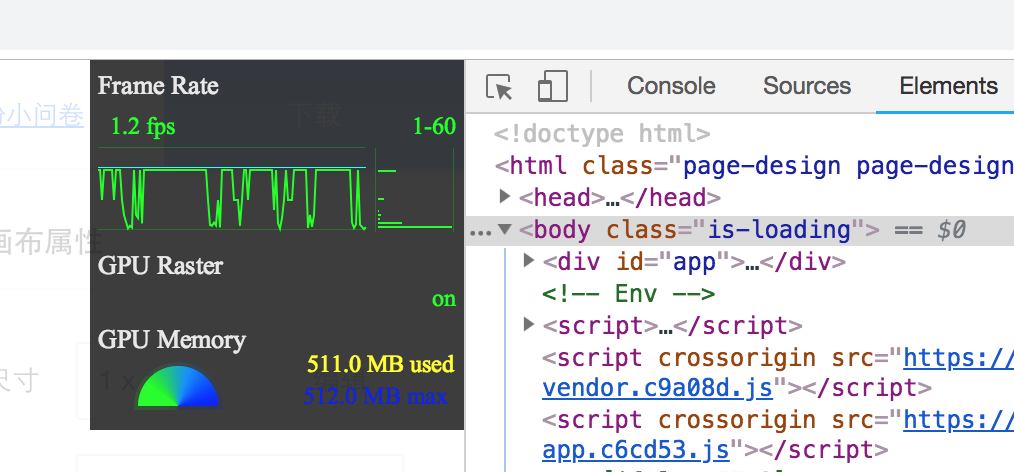 小问卷
下载
画布属性
尺寸
1 x
Frame Rate
1.2 fps 1-60
GPU Raster
on
GPU Memory
511.0 MB used
512.0 MB max
Console Sources Elements
<!doctype html>
<html class="page-design page-design
<head>…</head>
…<body class="is-loading"> == $0
<div id="app">…</div>
<!-- Env -->
<script>…</script>
<script crossorigin src="https://
vendor.c9a08d.js"></script>
<script crossorigin src="https://
app.c6cd53.js"></script>